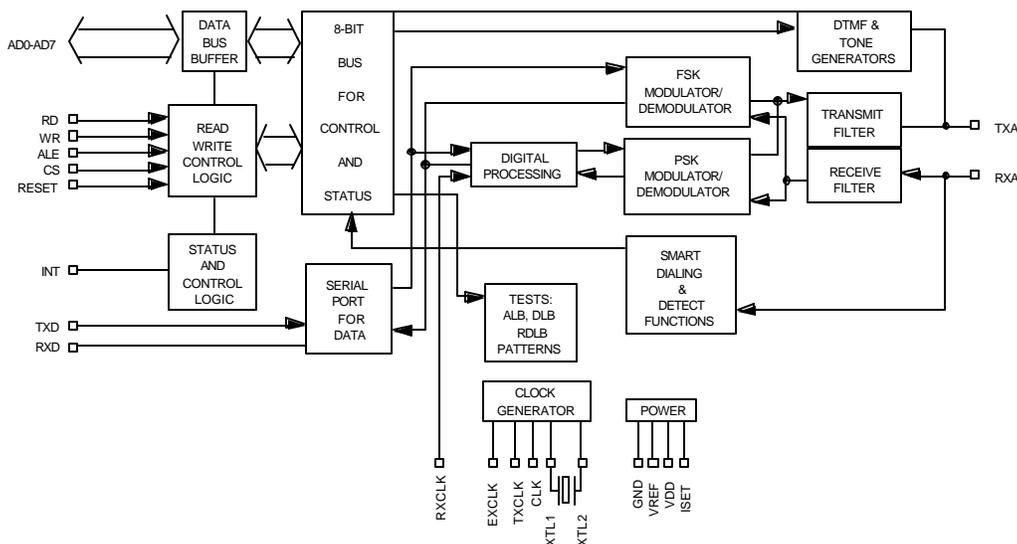 AD0-AD7
DATA
BUS
BUFFER
8-BIT
BUS
FOR
CONTROL
AND
STATUS
DTMF &
TONE
GENERATORS
FSK
MODULATOR/
DEMODULATOR
TRANSMIT
FILTER
TXA
RD
WR
ALE
CS
RESET
READ
WRITE
CONTROL
LOGIC
DIGITAL
PROCESSING
PSK
MODULATOR/
DEMODULATOR
RECEIVE
FILTER
RXA
INT
STATUS
AND
CONTROL
LOGIC
SMART
DIALING
&
DETECT
FUNCTIONS
TXD
RXD
SERIAL
PORT
FOR
DATA
TESTS:
ALB, DLB
RDLB
PATTERNS
CLOCK
GENERATOR
POWER
RXCLK
EXCLK
TXCLK
CLK
XTL1
XTL2
GND
VREF
VDD
ISET